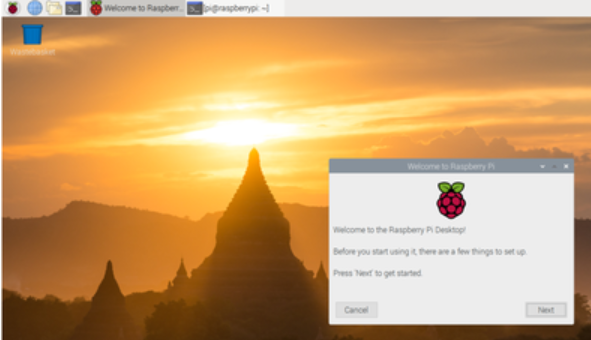 Welcome to Raspberr...
[pi@raspberrypi: ~]
Wastebasket
Welcome to Raspberry Pi
Welcome to the Raspberry Pi Desktop!
Before you start using it, there are a few things to set up.
Press 'Next' to get started.
Cancel
Next